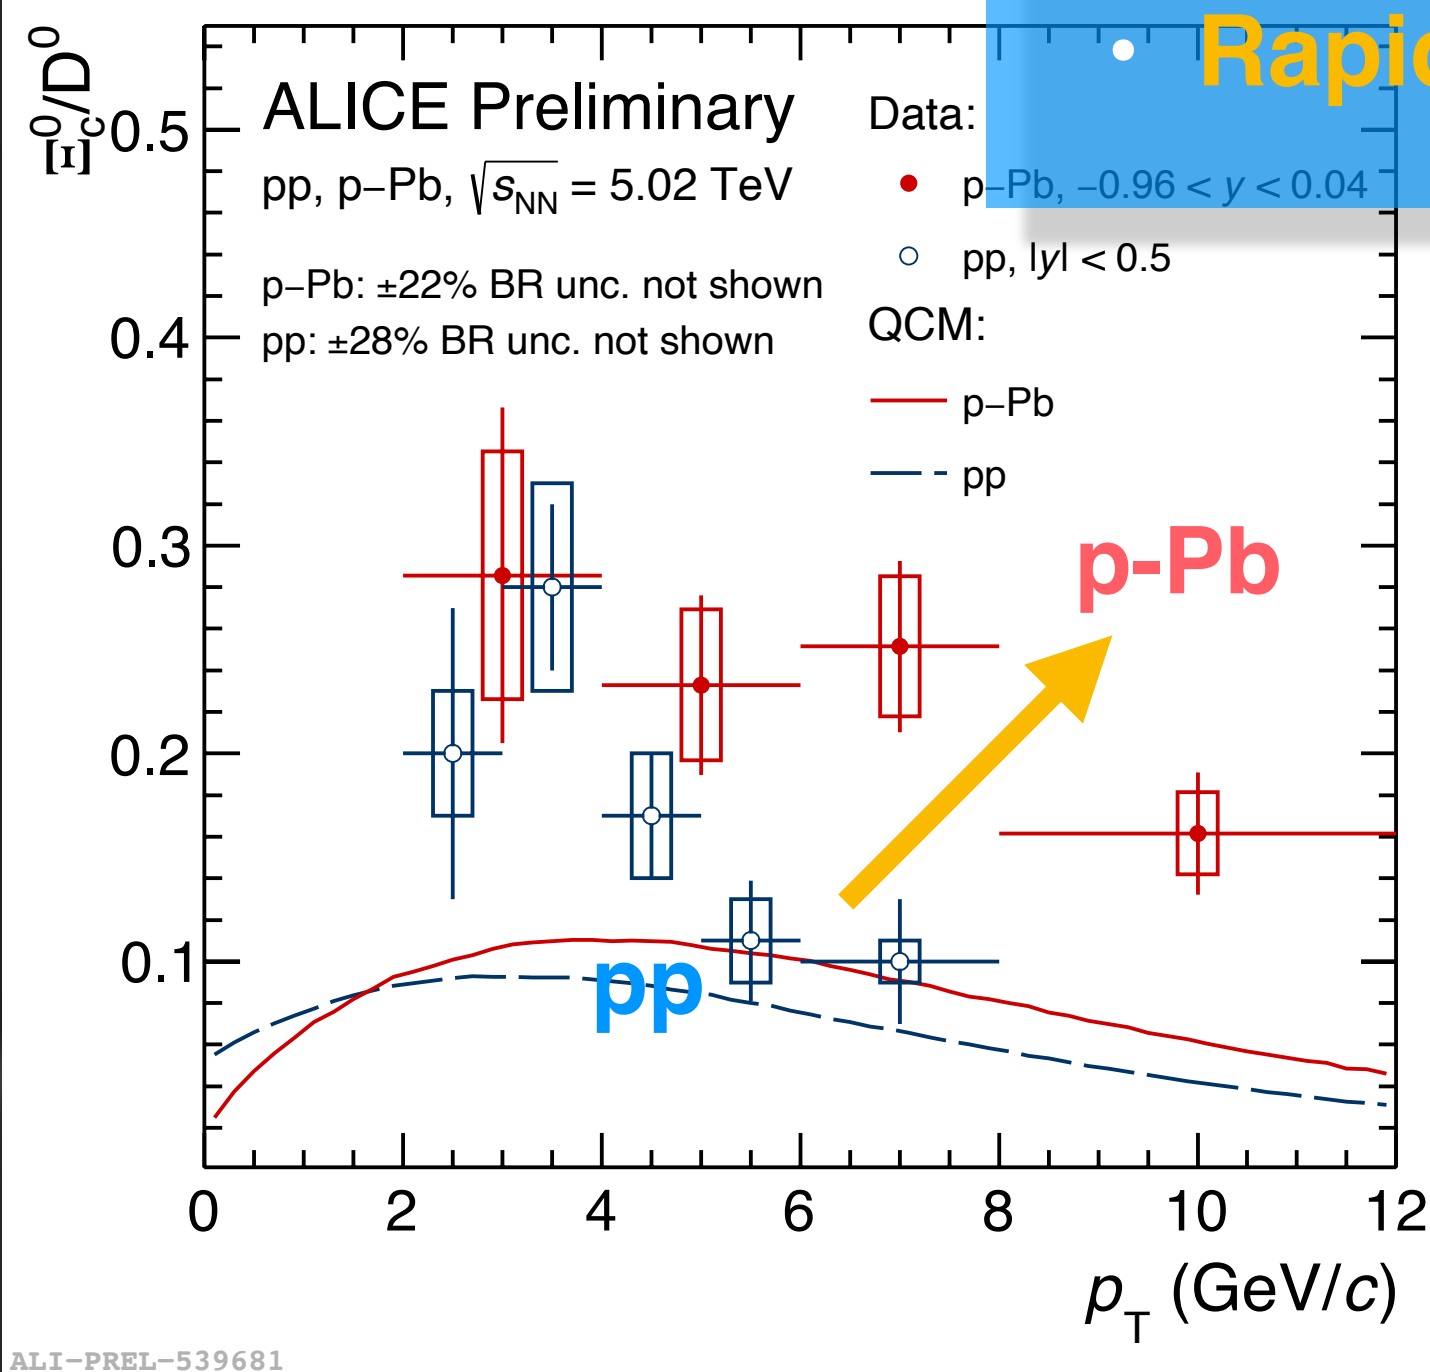 Ξc0/D0
ALICE Preliminary
pp, p–Pb, √sNN = 5.02 TeV
p–Pb: ±22% BR unc. not shown
pp: ±28% BR unc. not shown
Data:
p–Pb, –0.96 < y < 0.04
pp, |y| < 0.5
QCM:
p–Pb
pp
p-Pb
pp
0.5
0.4
0.3
0.2
0.1
0 2 4 6 8 10 12
pT (GeV/c)
ALI-PREL-539681